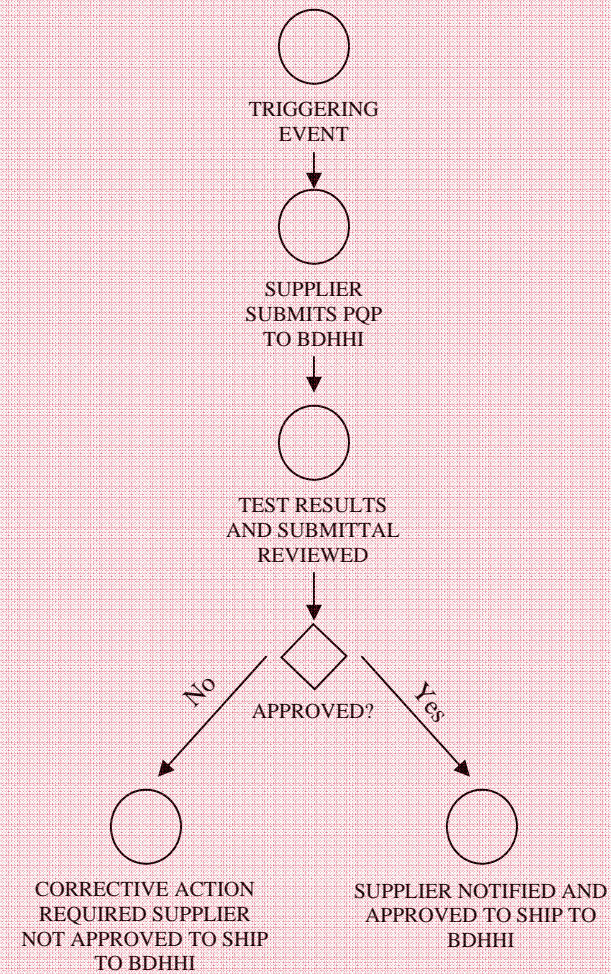 TRIGGERING
EVENT
SUPPLIER
SUBMITS PQP
TO BDHHI
TEST RESULTS
AND SUBMITTAL
REVIEWED
No
Yes
APPROVED?
CORRECTIVE ACTION
REQUIRED SUPPLIER
NOT APPROVED TO SHIP
TO BDHHI
SUPPLIER NOTIFIED AND
APPROVED TO SHIP TO
BDHHI